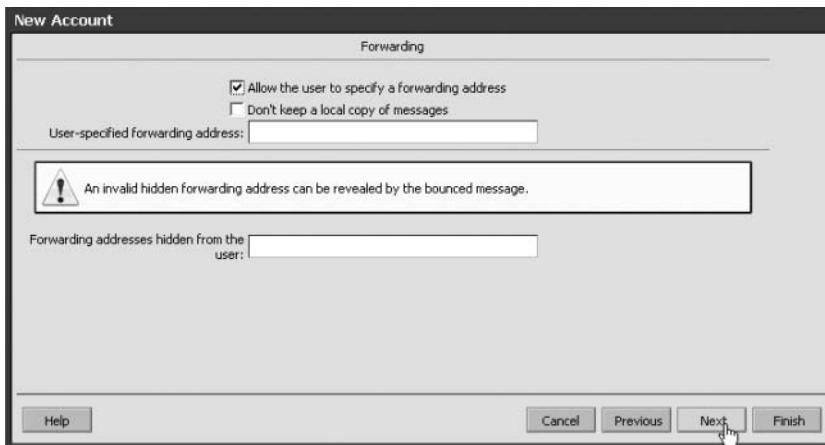 New Account
Forwarding
Allow the user to specify a forwarding address
Don't keep a local copy of messages
User-specified forwarding address:
An invalid hidden forwarding address can be revealed by the bounced message.
Forwarding addresses hidden from the
user:
Help
Cancel
Previous
Next
Finish